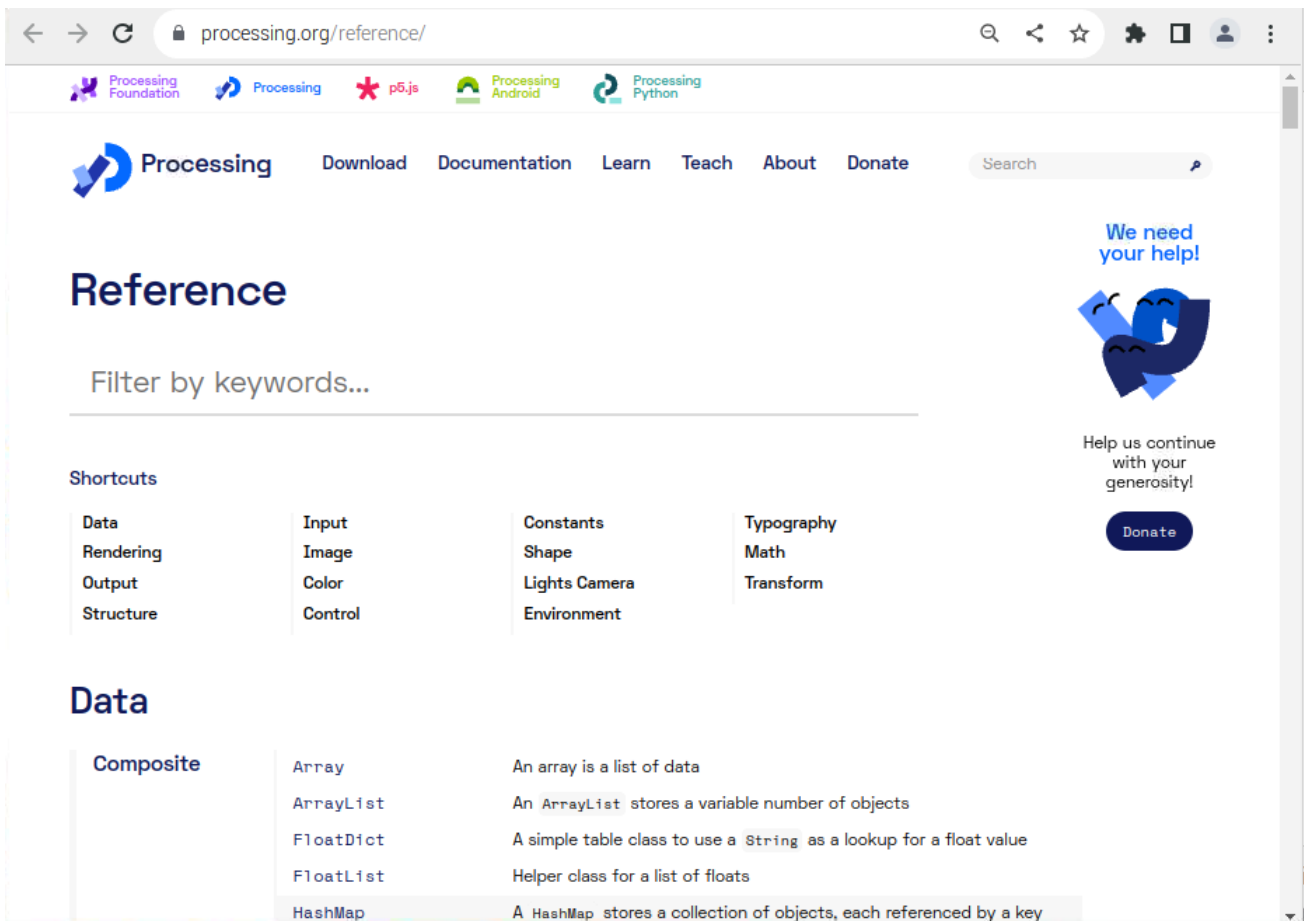 processing.org/reference/
Processing Foundation
Processing
p5.js
Processing Android
Processing Python
Processing
Download
Documentation
Learn
Teach
About
Donate
Search
We need
your help!
Reference
Filter by keywords...
Help us continue
with your
generosity!
Donate
Shortcuts
Data
Rendering
Output
Structure
Input
Image
Color
Control
Constants
Shape
Lights Camera
Environment
Typography
Math
Transform
Data
Composite
Array An array is a list of data
ArrayList An ArrayList stores a variable number of objects
FloatDict A simple table class to use a String as a lookup for a float value
FloatList Helper class for a list of floats
HashMap A HashMap stores a collection of objects, each referenced by a key